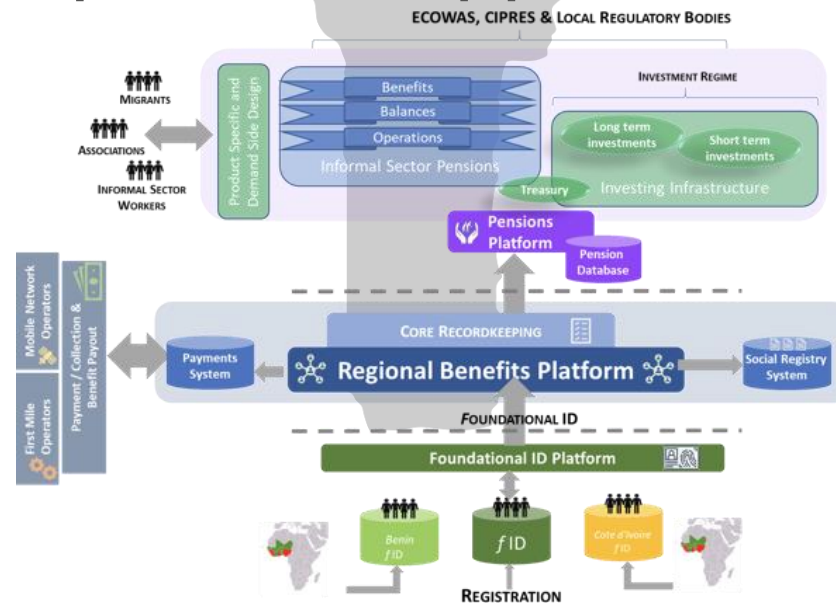 ECOWAS, CIPRES & LOCAL REGULATORY BODIES
MIGRANTS
ASSOCIATIONS
INFORMAL SECTOR
WORKERS
Product Specific and
Demand Side Design
Benefits
Balances
Operations
Informal Sector Pensions
INVESTMENT REGIME
Long term
investments
Short term
investments
Treasury
Investing Infrastructure
Pensions
Platform
Pension
Database
Mobile Network
Operators
First Mile
Operators
Payment / Collection &
Benefit Payout
Payments
System
CORE RECORDKEEPING
Regional Benefits Platform
Social Registry
System
FOUNDATIONAL ID
Foundational ID Platform
Benin
f ID
f ID
Cote d'Ivoire
f ID
REGISTRATION